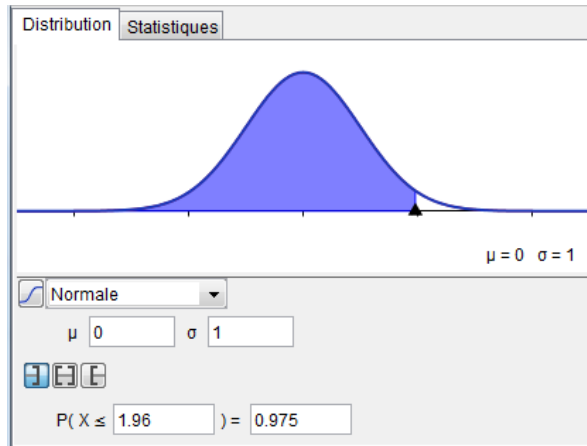 Distribution Statistiques
μ = 0 σ = 1
Normale
μ 0 σ 1
P( X ≤ 1.96 ) = 0.975